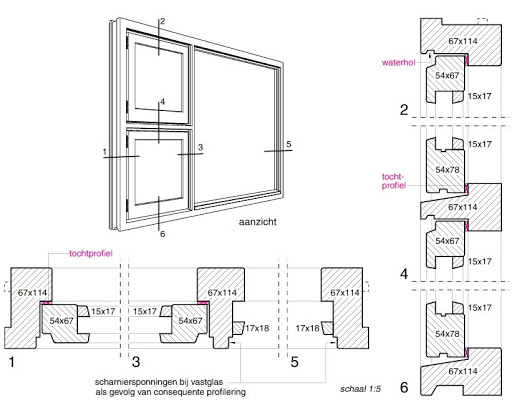 2
4
1
3
5
6
aanzicht
67x114
waterhol
54x67
15x17
2
15x17
54x78
tocht-
profiel
67x114
54x67
4
15x17
15x17
54x78
67x114
6
tochtprofiel
67x114
54x67
15x17
15x17
54x67
67x114
17x18
17x18
67x114
1
3
5
scharniersponningen bij vastglas
als gevolg van consequente profilering
schaal 1:5